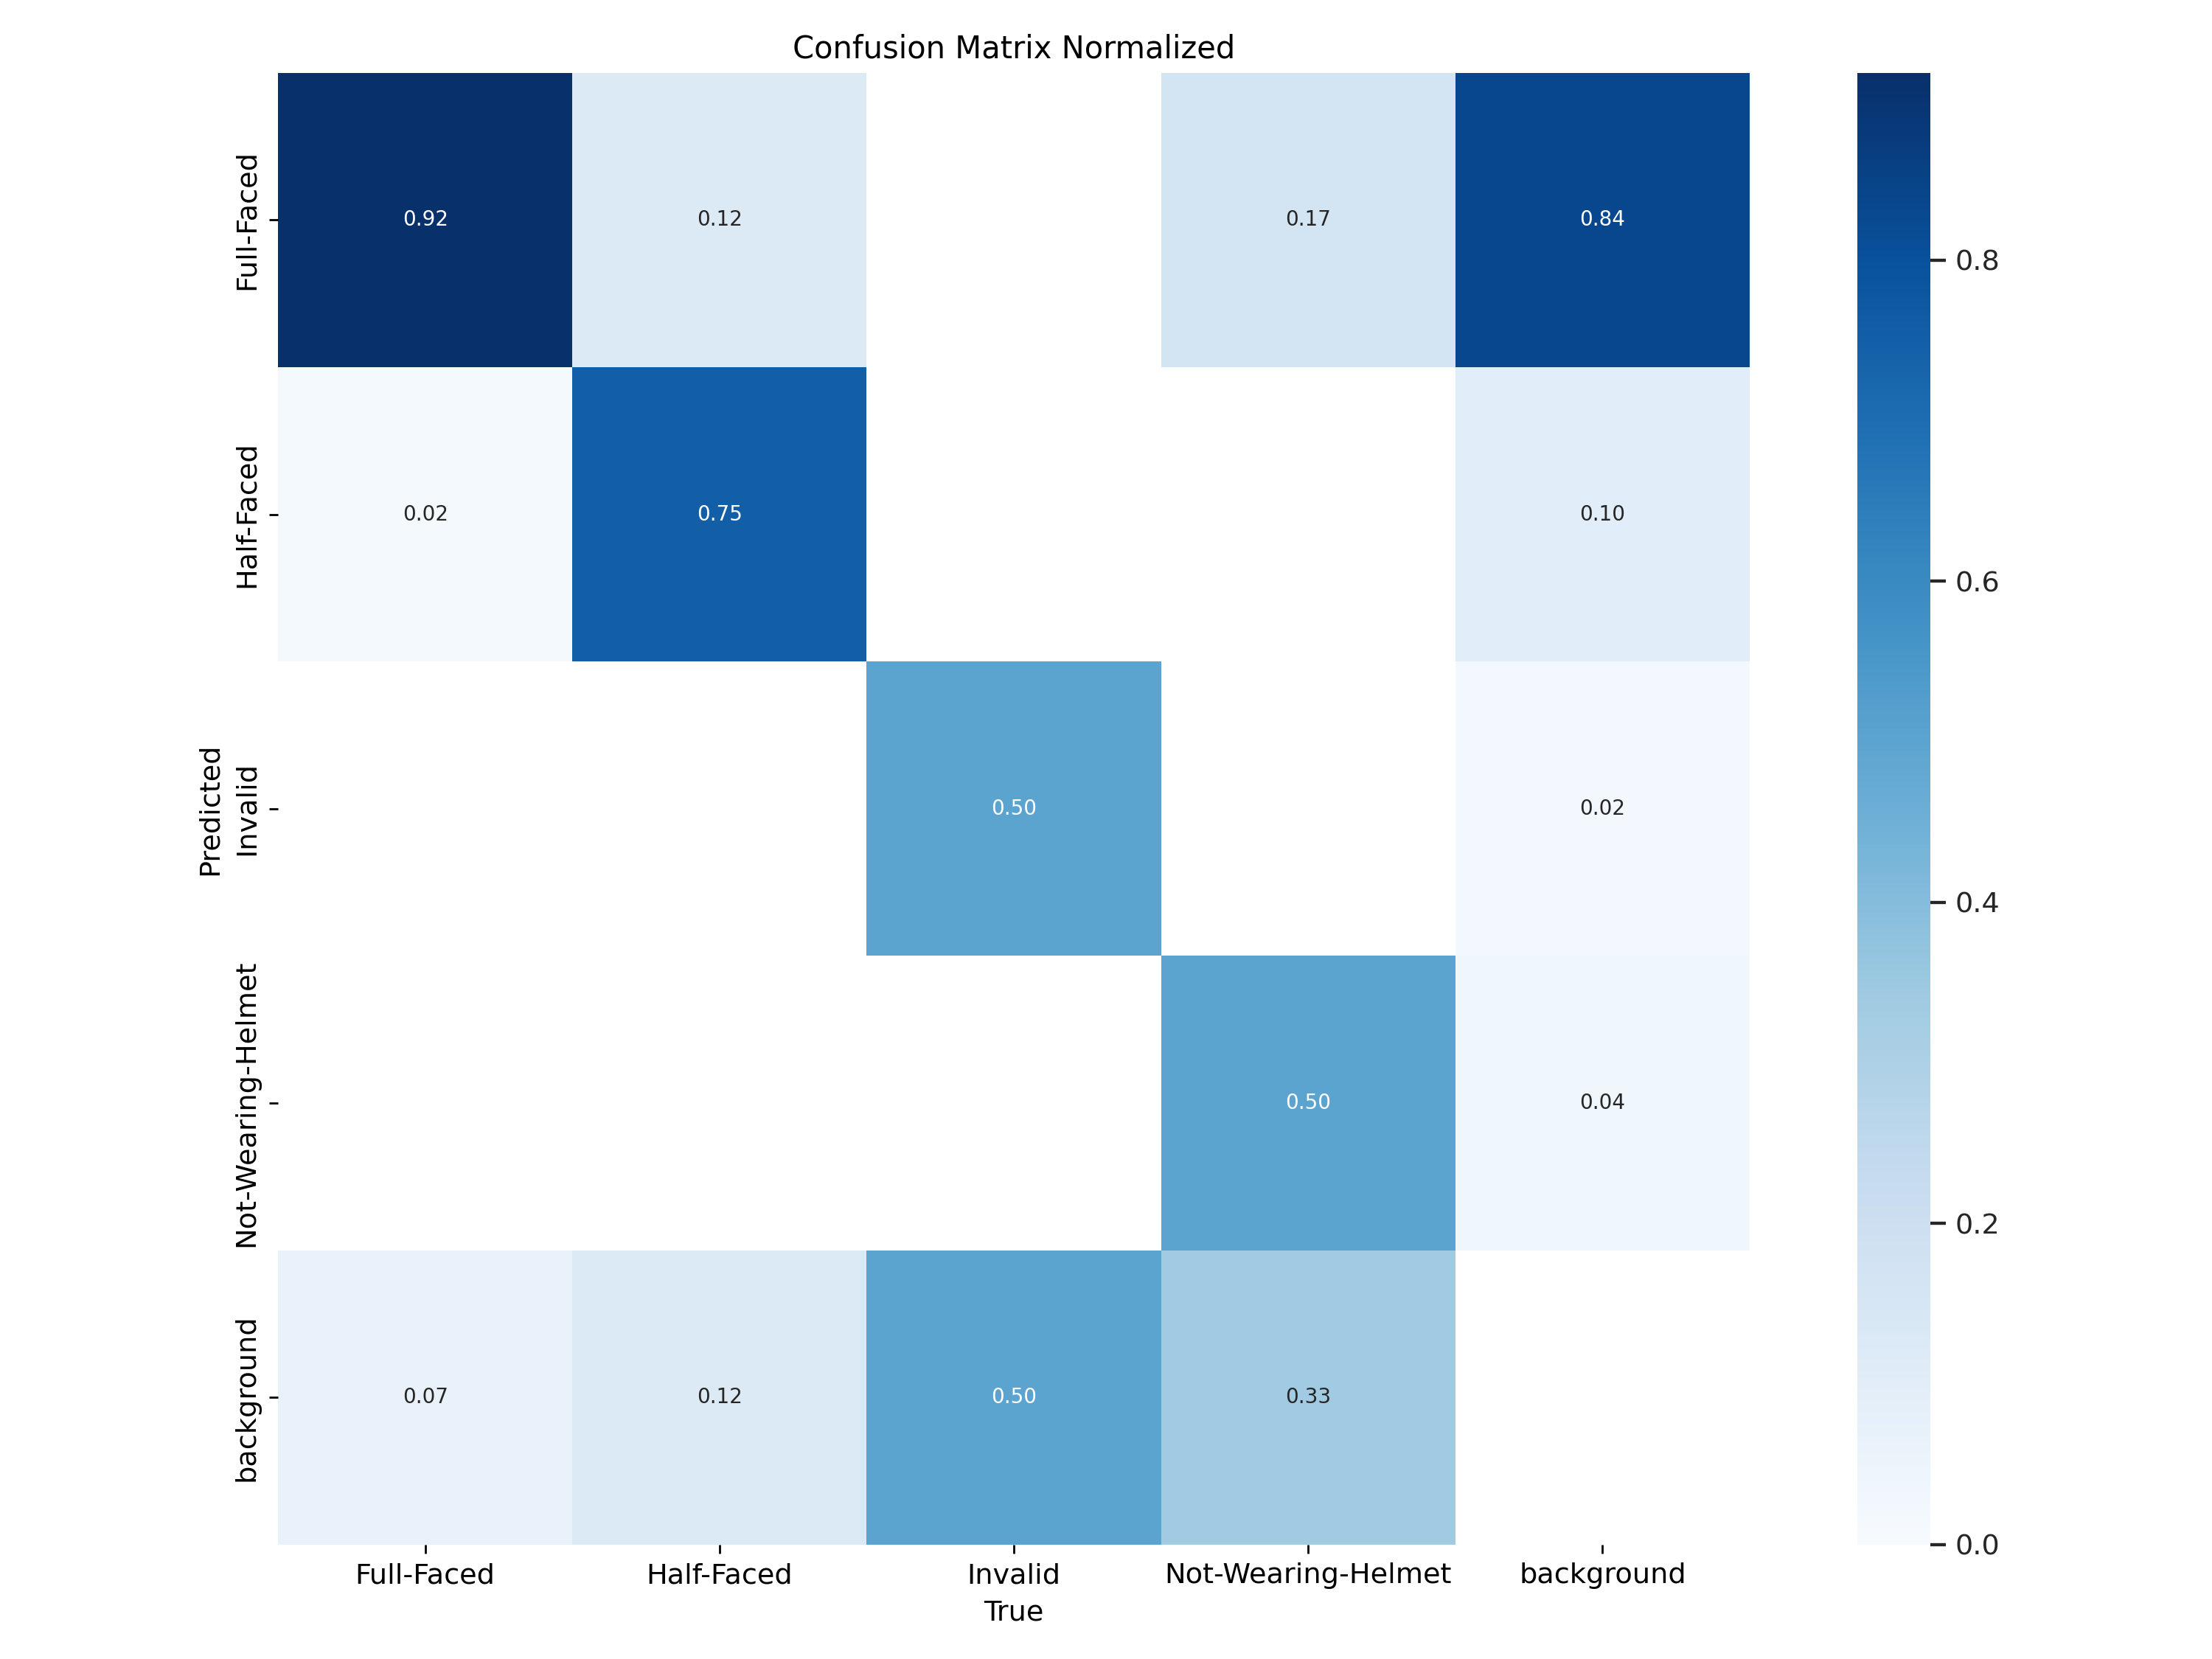 Confusion Matrix Normalized
Full-Faced
0.92
0.12
0.17
0.84
Half-Faced
0.02
0.75
0.10
Predicted
Invalid
0.50
0.02
Not-Wearing-Helmet
0.50
0.04
background
0.07
0.12
0.50
0.33
Full-Faced
Half-Faced
Invalid
Not-Wearing-Helmet
background
True
0.8
0.6
0.4
0.2
0.0